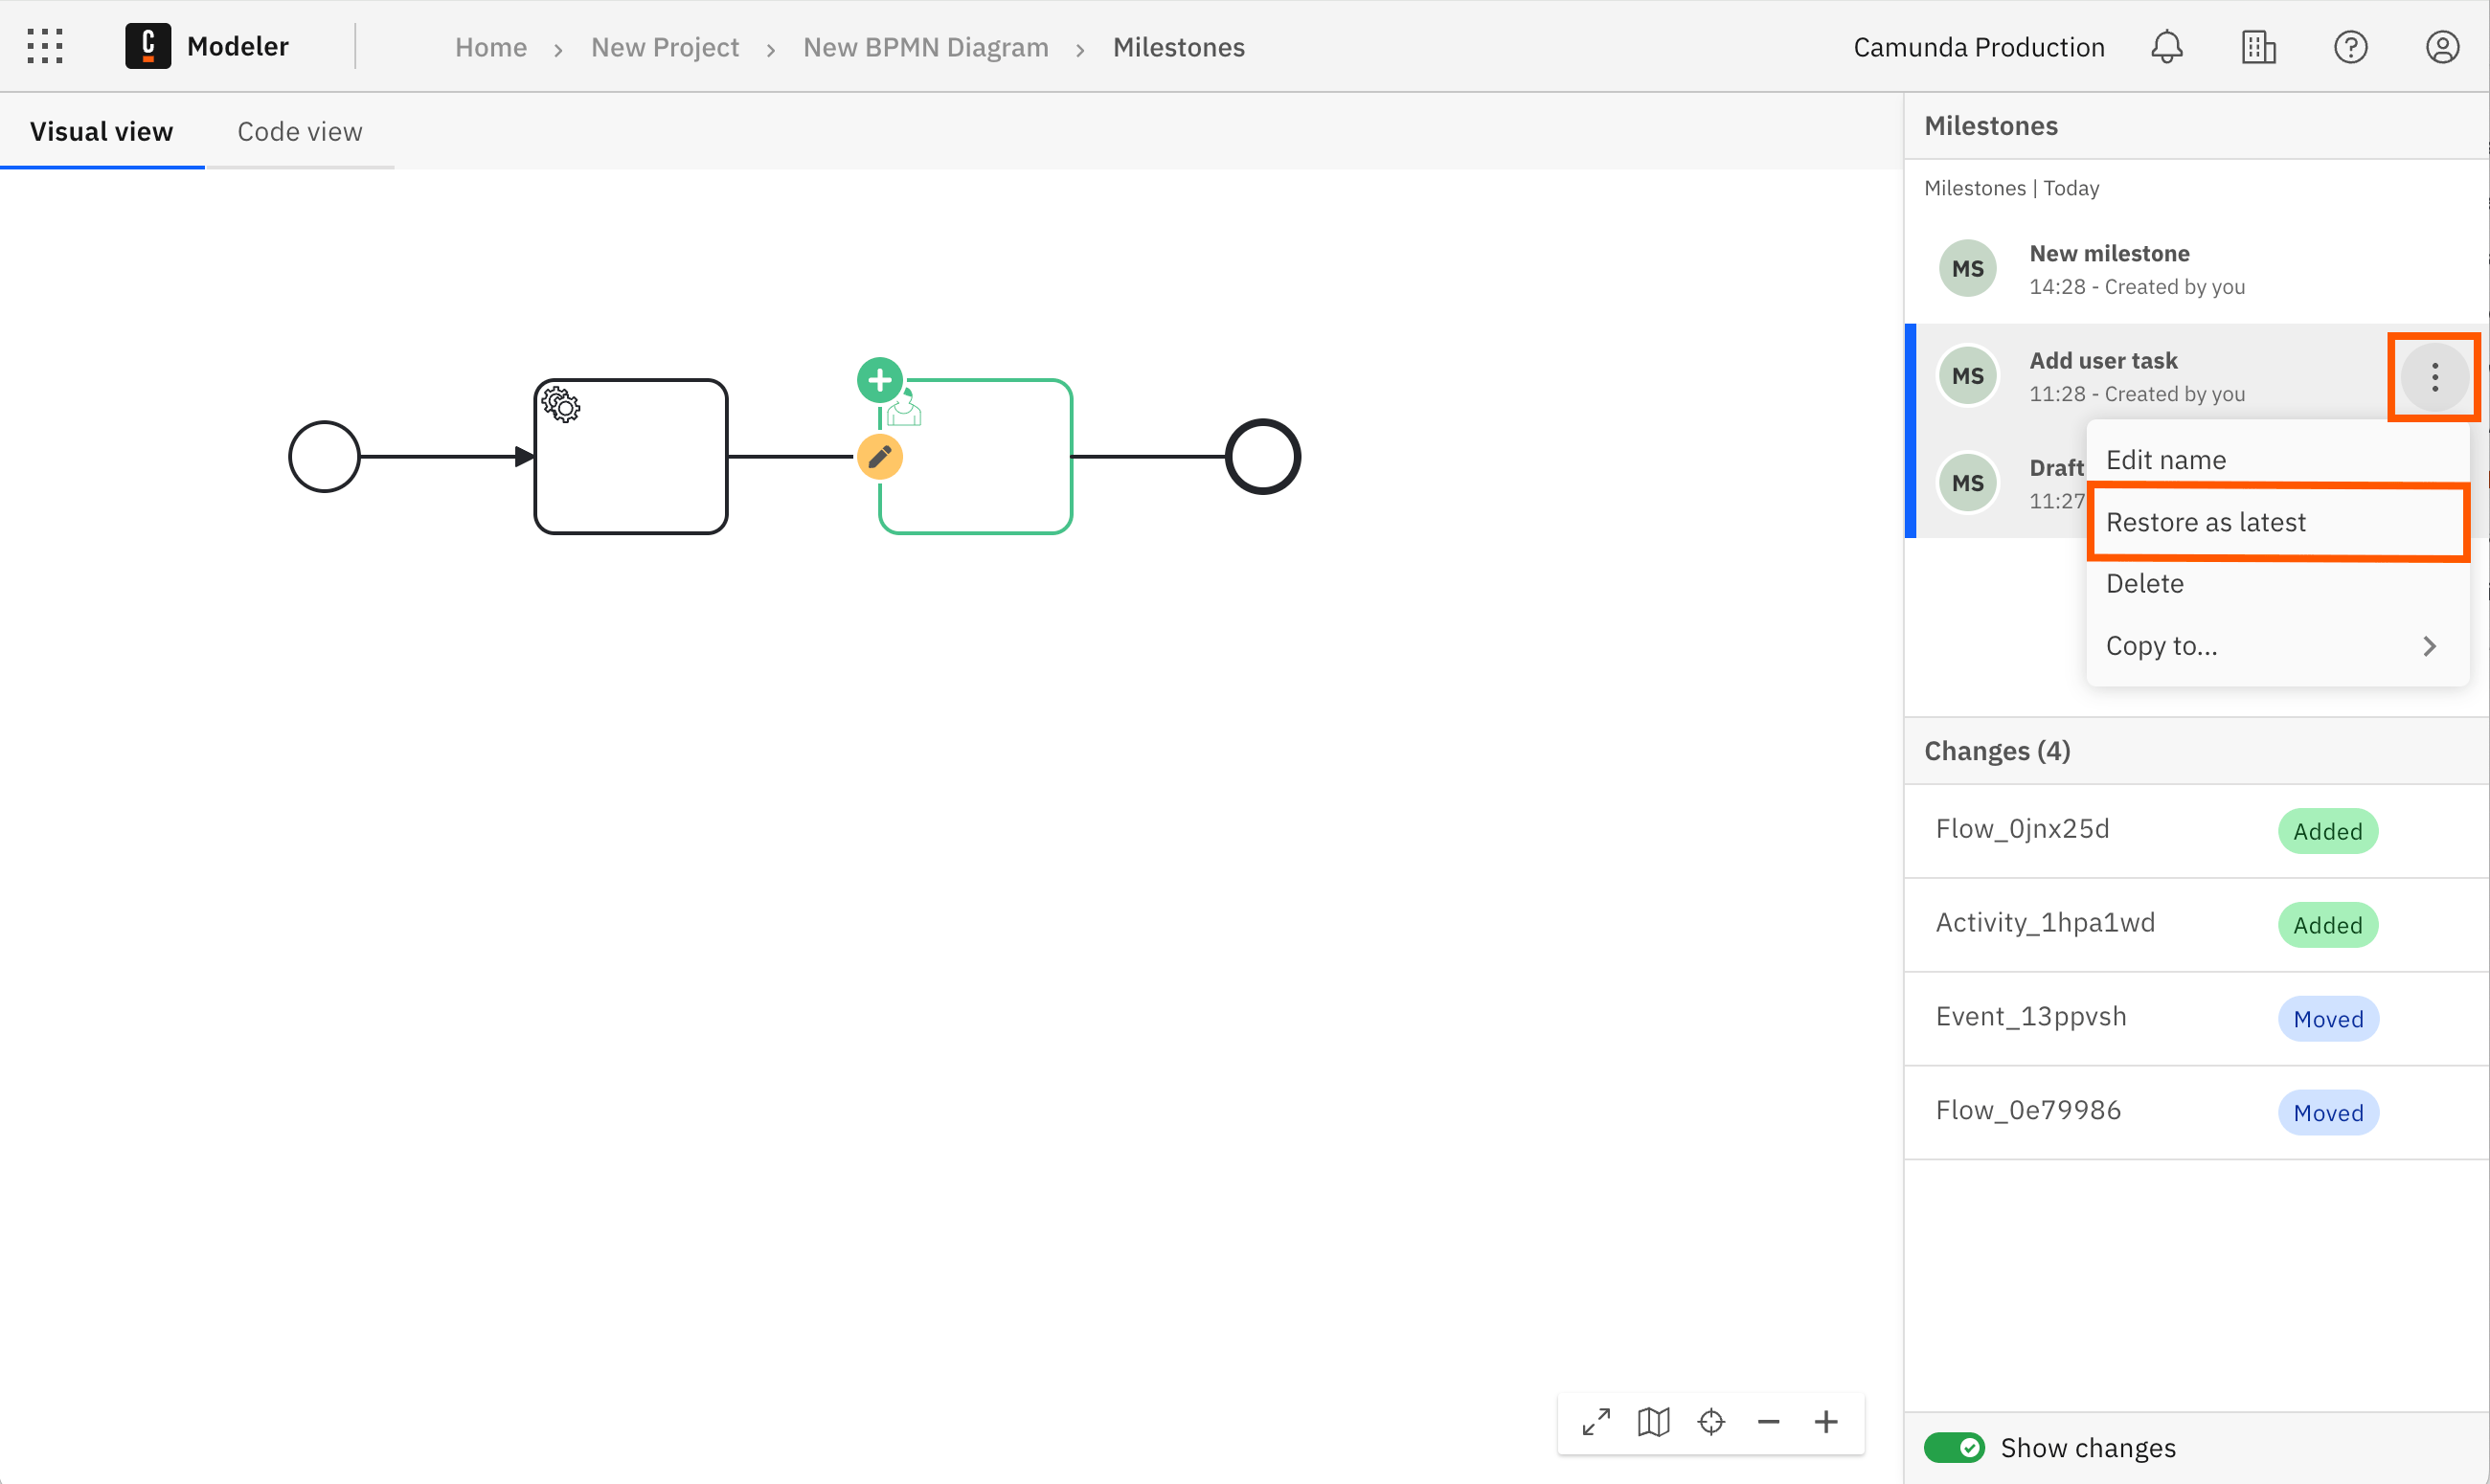 C Modeler
Home > New Project > New BPMN Diagram > Milestones
Camunda Production
Visual view
Code view
Milestones
Milestones | Today
MS
New milestone
14:28 - Created by you
MS
Add user task
11:28 - Created by you
MS
Draft
11:27
Edit name
Restore as latest
Delete
Copy to...
Changes (4)
Flow_0jnx25d Added
Activity_1hpa1wd Added
Event_13ppvsh Moved
Flow_0e79986 Moved
Show changes